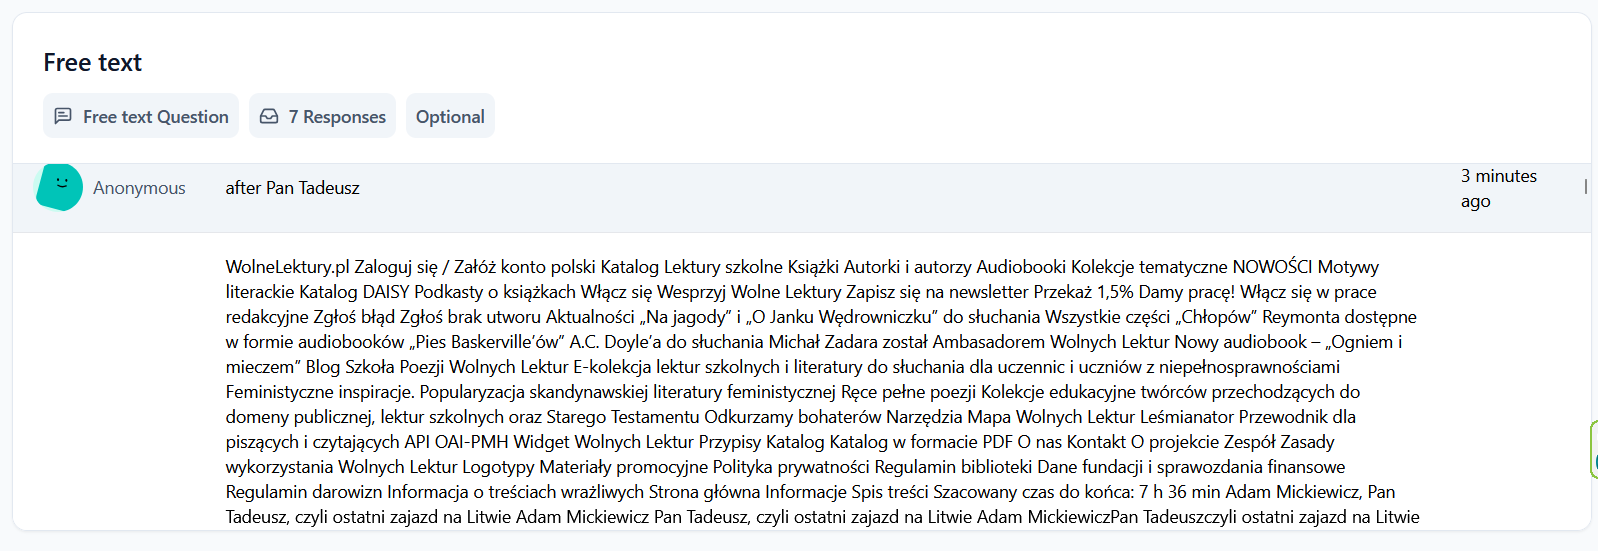 Free text
Free text Question
7 Responses
Optional
Anonymous
after Pan Tadeusz
3 minutes
ago
WolneLektury.pl Zaloguj się / Załóż konto polski Katalog Lektury szkolne Książki Autorki i autorzy Audiobooki Kolekcje tematyczne NOWOŚCI Motywy
literackie Katalog DAISY Podkasty o książkach Włącz się Wesprzyj Wolne Lektury Zapisz się na newsletter Przekaż 1,5% Damy pracę! Włącz się w prace
redakcyjne Zgłoś błąd Zgłoś brak utworu Aktualności „Na jagody” i „O Janku Wędrowniczku” do słuchania Wszystkie części „Chłopów” Reymonta dostępne
w formie audiobooków „Pies Baskerville’ów” A.C. Doyle’a do słuchania Michał Zadara został Ambasadorem Wolnych Lektur Nowy audiobook – „Ogniem i
mieczem” Blog Szkoła Poezji Wolnych Lektur E-kolekcja lektur szkolnych i literatury do słuchania dla uczennic i uczniów z niepełnosprawnościami
Feministyczne inspiracje. Popularyzacja skandynawskiej literatury feministycznej Ręce pełne poezji Kolekcje edukacyjne twórców przechodzących do
domeny publicznej, lektur szkolnych oraz Starego Testamentu Odkurzamy bohaterów Narzędzia Mapa Wolnych Lektur Leśmianator Przewodnik dla
piszących i czytających API OAI-PMH Widget Wolnych Lektur Przypisy Katalog Katalog w formacie PDF O nas Kontakt O projekcie Zespół Zasady
wykorzystania Wolnych Lektur Logotypy Materiały promocyjne Polityka prywatności Regulamin biblioteki Dane fundacji i sprawozdania finansowe
Regulamin darowizn Informacja o treściach wrażliwych Strona główna Informacje Spis treści Szacowany czas do końca: 7 h 36 min Adam Mickiewicz, Pan
Tadeusz, czyli ostatni zajazd na Litwie Adam Mickiewicz Pan Tadeusz, czyli ostatni zajazd na Litwie Adam MickiewiczPan Tadeuszczyli ostatni zajazd na Litwie